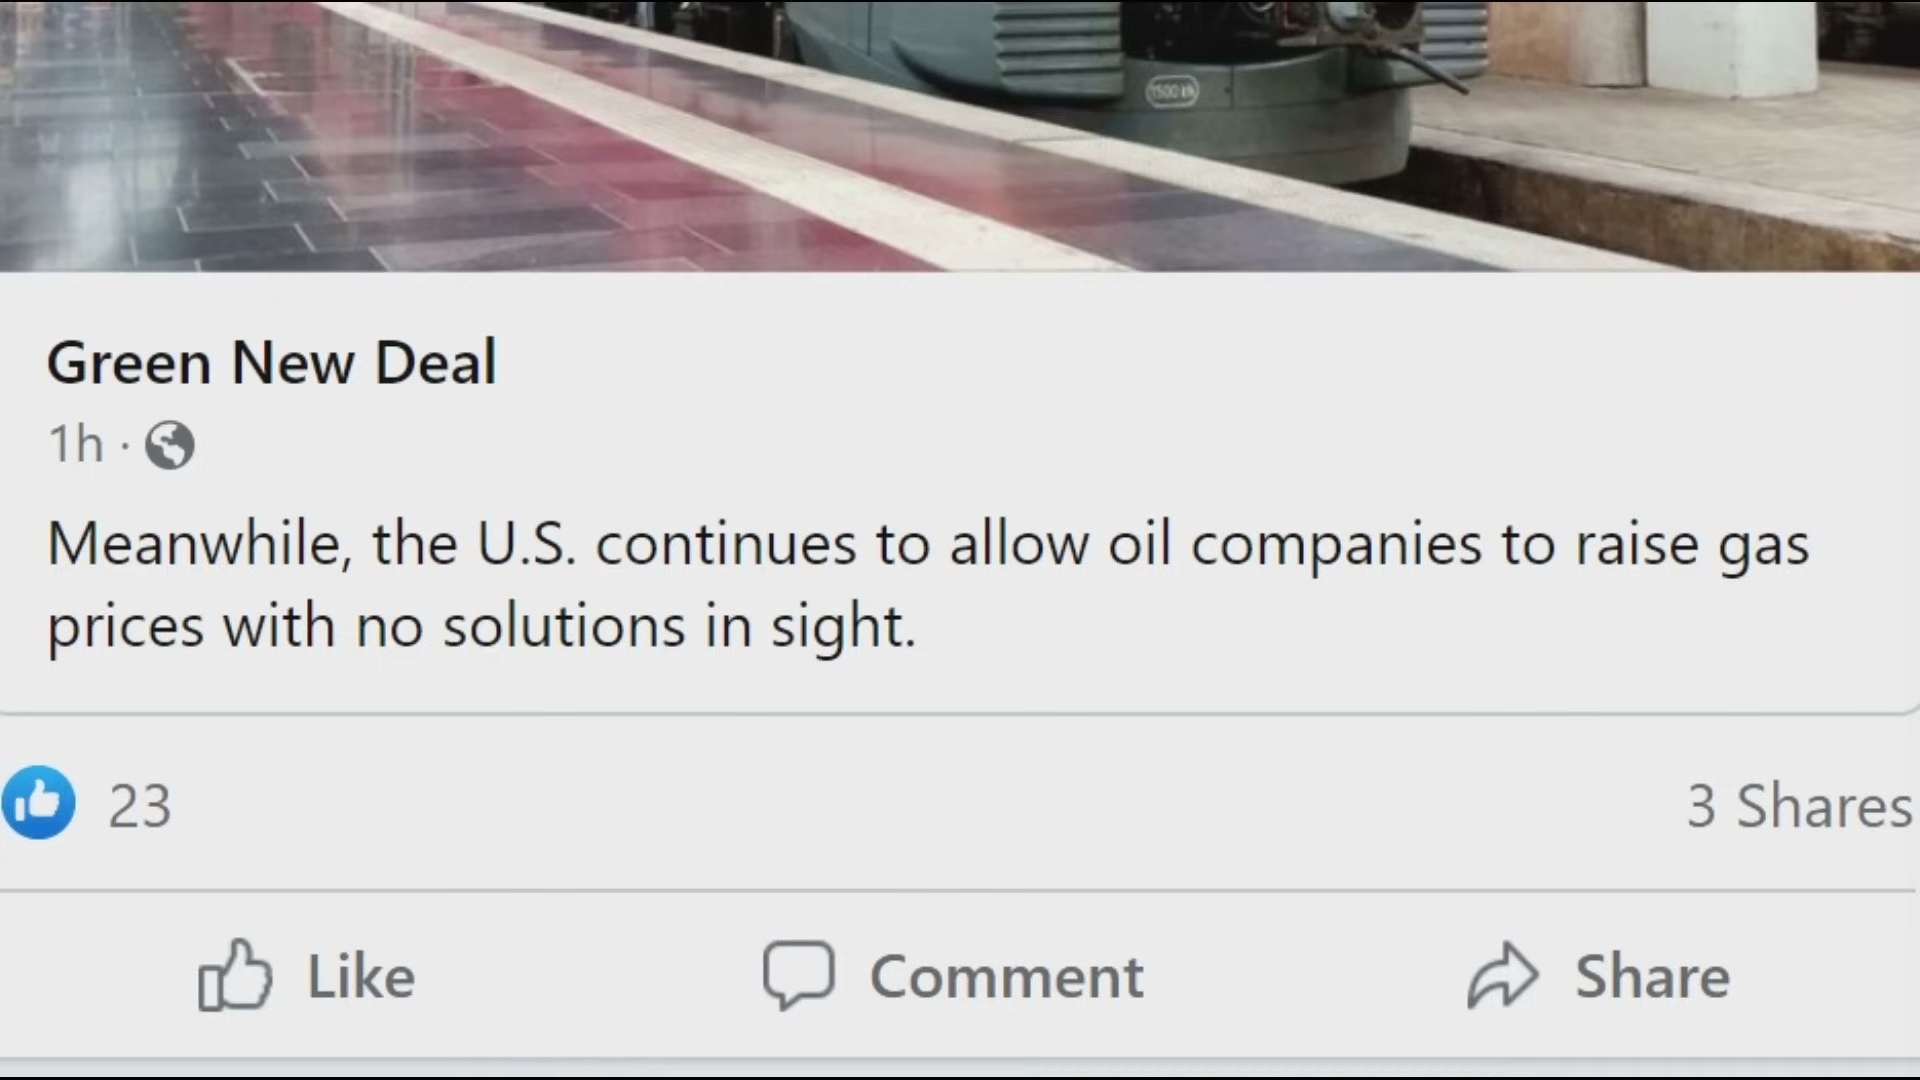 Green New Deal
1h ·
Meanwhile, the U.S. continues to allow oil companies to raise gas
prices with no solutions in sight.
23
3 Shares
Like
Comment
Share